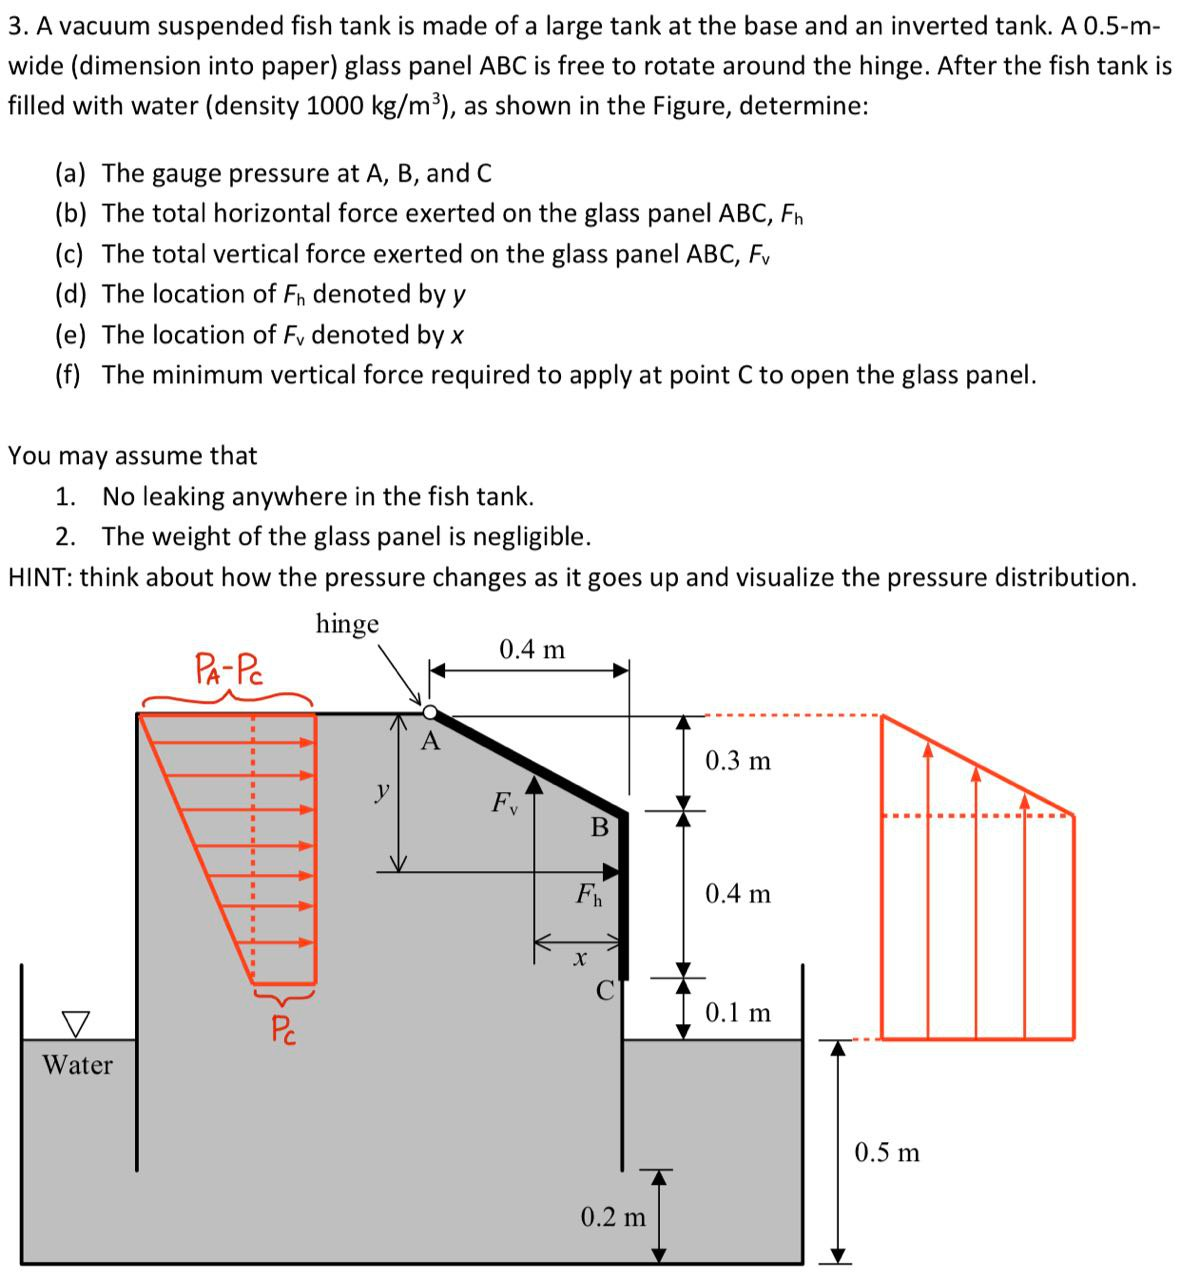 3. A vacuum suspended fish tank is made of a large tank at the base and an inverted tank. A 0.5-m-
wide (dimension into paper) glass panel ABC is free to rotate around the hinge. After the fish tank is
filled with water (density 1000 kg/m³), as shown in the Figure, determine:
(a) The gauge pressure at A, B, and C
(b) The total horizontal force exerted on the glass panel ABC, Fh
(c) The total vertical force exerted on the glass panel ABC, Fv
(d) The location of Fh denoted by y
(e) The location of Fv denoted by x
(f) The minimum vertical force required to apply at point C to open the glass panel.
You may assume that
1. No leaking anywhere in the fish tank.
2. The weight of the glass panel is negligible.
HINT: think about how the pressure changes as it goes up and visualize the pressure distribution.
hinge
0.4 m
PA-Pc
A
0.3 m
y
Fv
B
Fh
0.4 m
x
C
0.1 m
Pc
Water
0.5 m
0.2 m